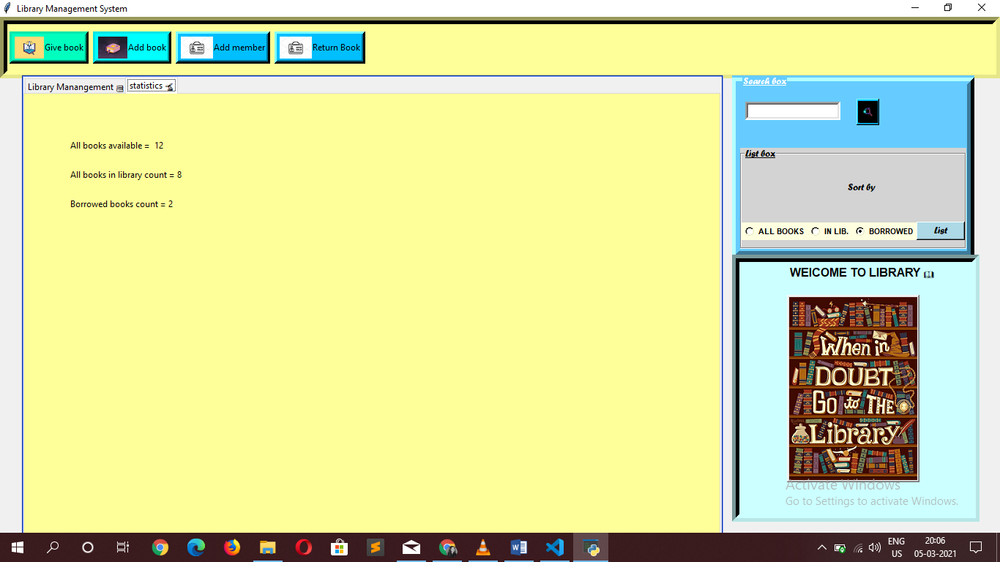 Library Management System
Give book
Add book
Add member
Return Book
Library Manangement
statistics
All books available = 12
All books in library count = 8
Borrowed books count = 2
Search box
List box
Sort by
ALL BOOKS
IN LIB.
BORROWED
List
WElCOME TO LIBRARY
When in
DOUBT
GO to THE
Library
Activate Windows
Go to Settings to activate Windows.
ENG
US
20:06
05-03-2021